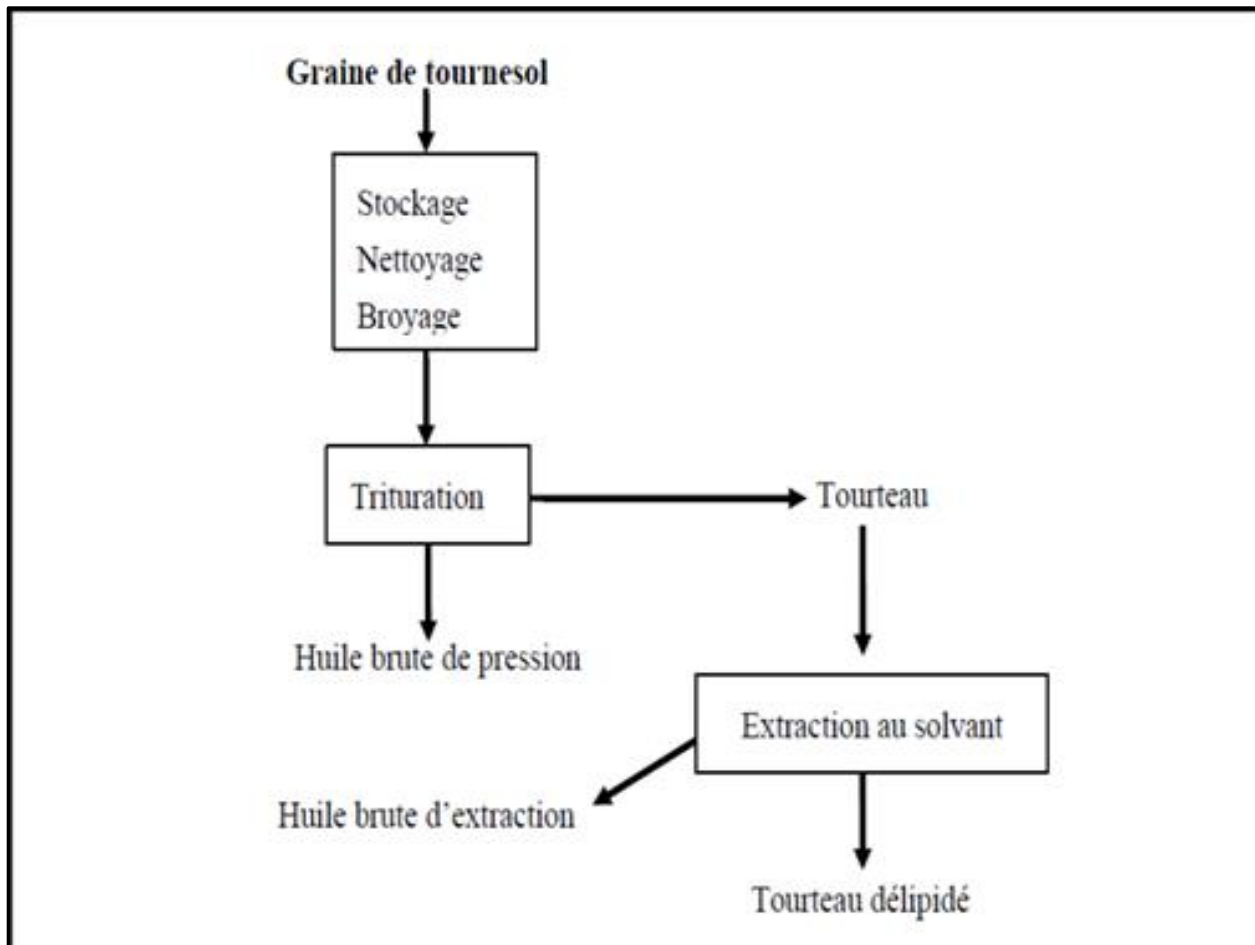 Graine de tournesol
Stockage
Nettoyage
Broyage
Trituration
Tourteau
Huile brute de pression
Extraction au solvant
Huile brute d’extraction
Tourteau délipidé